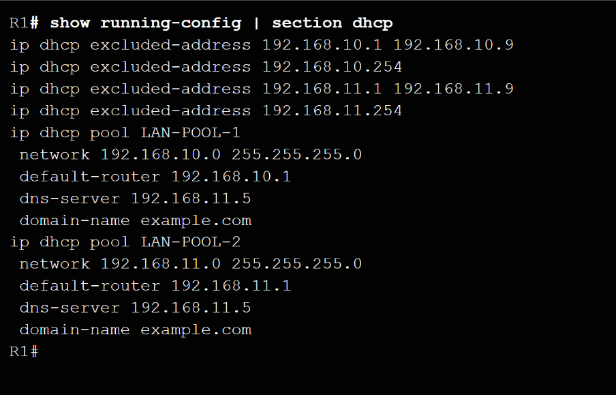 R1# show running-config | section dhcp
ip dhcp excluded-address 192.168.10.1 192.168.10.9
ip dhcp excluded-address 192.168.10.254
ip dhcp excluded-address 192.168.11.1 192.168.11.9
ip dhcp excluded-address 192.168.11.254
ip dhcp pool LAN-POOL-1
 network 192.168.10.0 255.255.255.0
 default-router 192.168.10.1
 dns-server 192.168.11.5
 domain-name example.com
ip dhcp pool LAN-POOL-2
 network 192.168.11.0 255.255.255.0
 default-router 192.168.11.1
 dns-server 192.168.11.5
 domain-name example.com
R1#